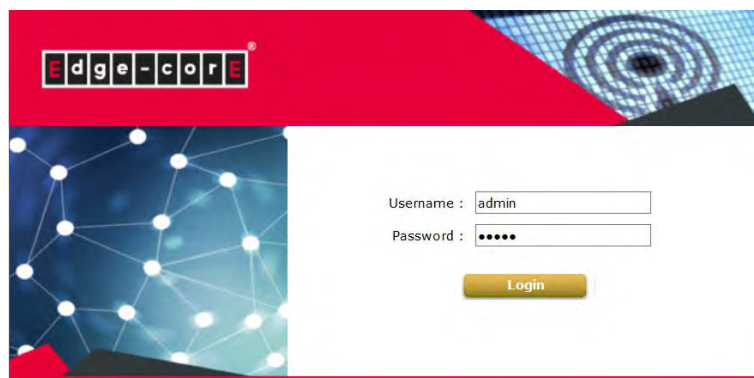 Edge-corE®
Username : admin
Password : •••••
Login